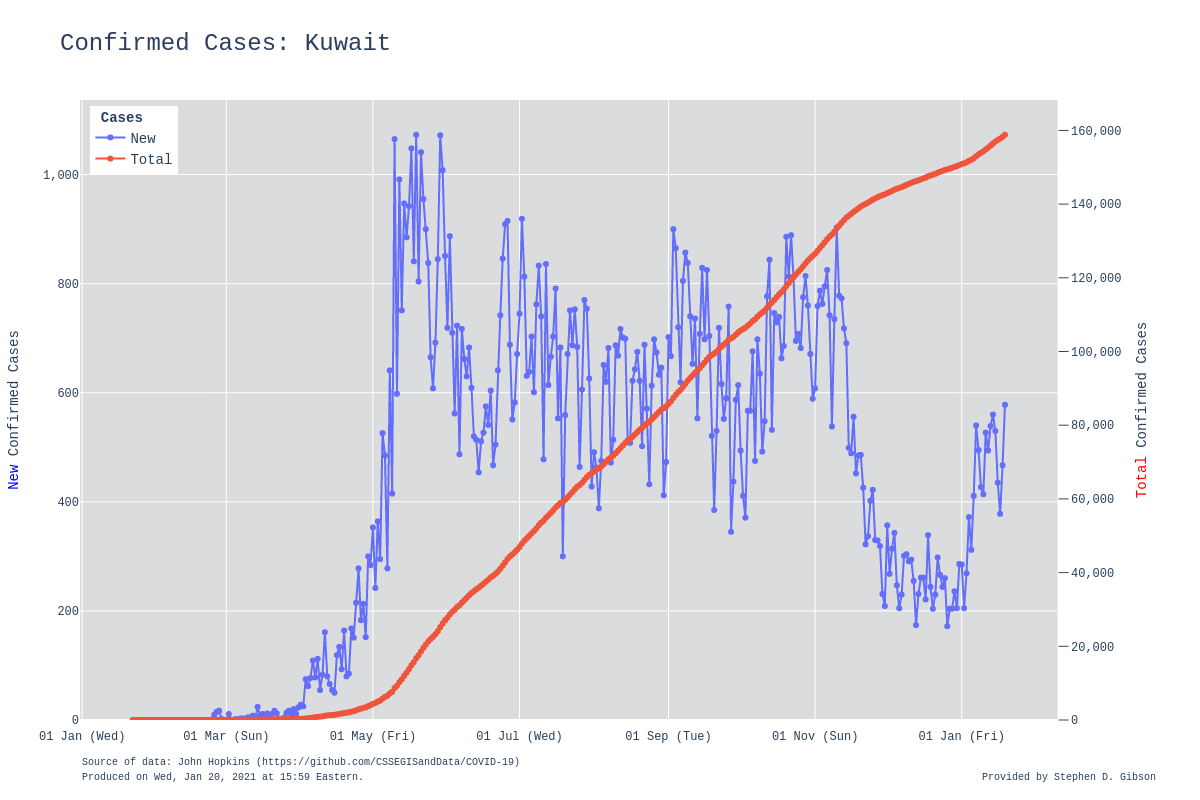 Confirmed Cases: Kuwait
Cases
New
Total
1,000
800
600
400
200
0
New Confirmed Cases
160,000
140,000
120,000
100,000
80,000
60,000
40,000
20,000
0
Total Confirmed Cases
01 Jan (Wed) 01 Mar (Sun) 01 May (Fri) 01 Jul (Wed) 01 Sep (Tue) 01 Nov (Sun) 01 Jan (Fri)
Source of data: John Hopkins (https://github.com/CSSEGISandData/COVID-19)
Produced on Wed, Jan 20, 2021 at 15:59 Eastern.
Provided by Stephen D. Gibson